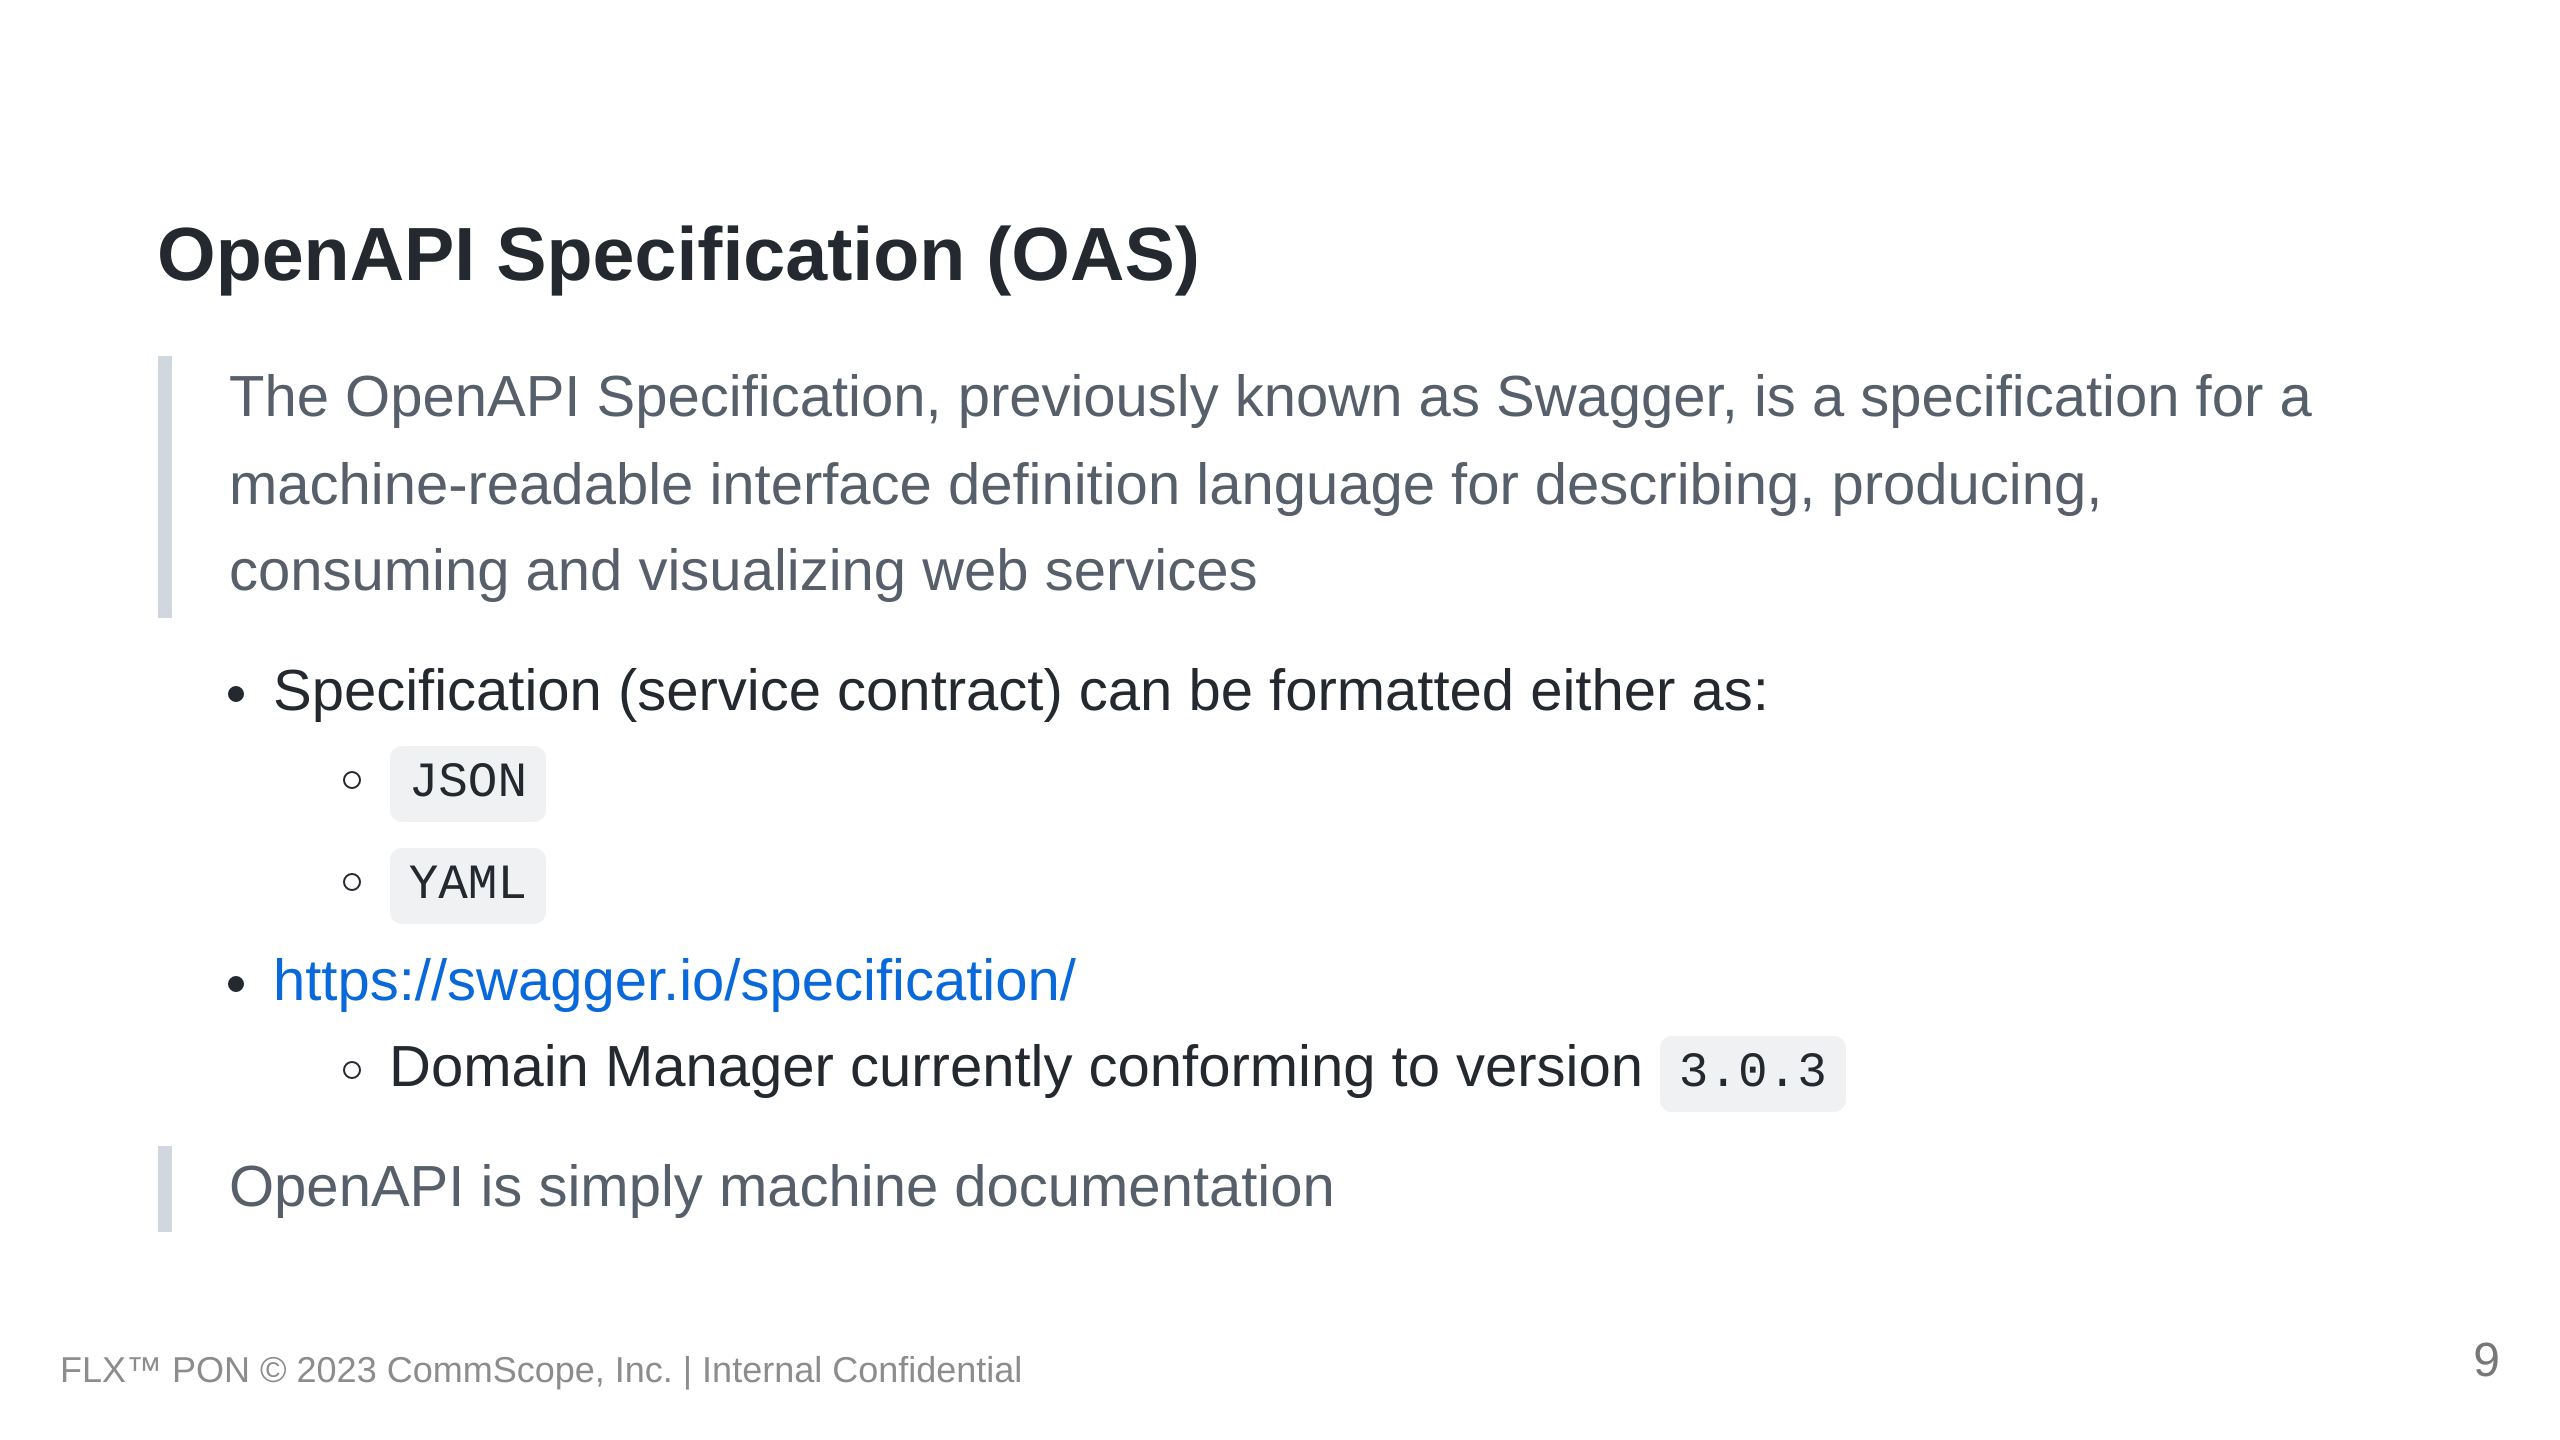 OpenAPI Specification (OAS)
The OpenAPI Specification, previously known as Swagger, is a specification for a
machine-readable interface definition language for describing, producing,
consuming and visualizing web services
Specification (service contract) can be formatted either as:
JSON
YAML
https://swagger.io/specification/
Domain Manager currently conforming to version 3.0.3
OpenAPI is simply machine documentation
FLX™ PON © 2023 CommScope, Inc. | Internal Confidential
9